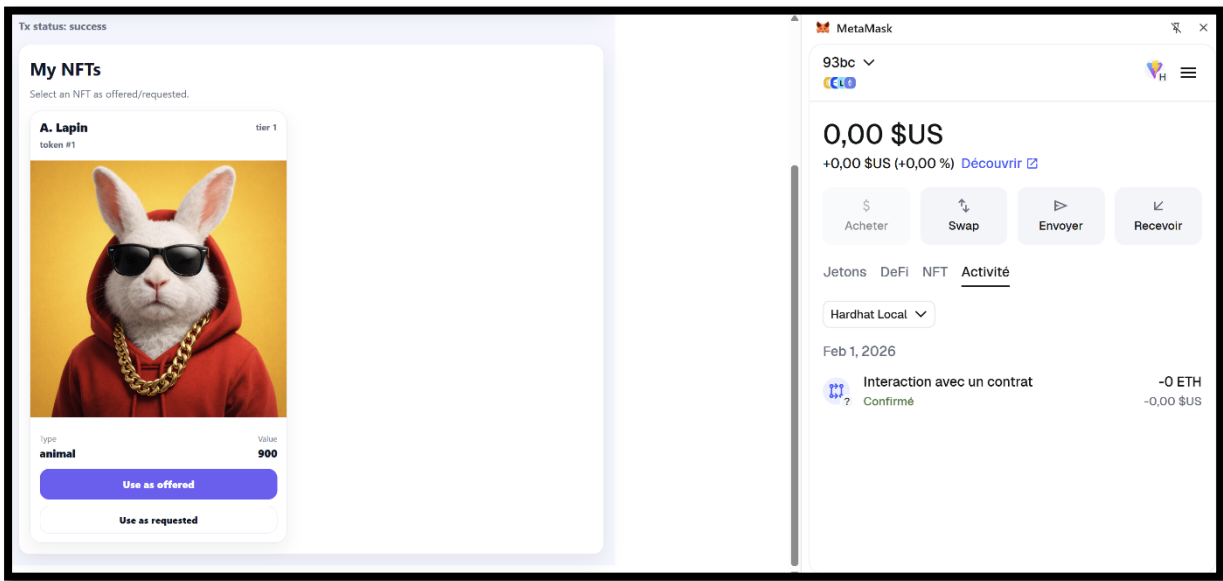 Tx status: success
My NFTs
Select an NFT as offered/requested.
A. Lapin
tier 1
token #1
Type
Value
animal
900
Use as offered
Use as requested
MetaMask
93bc
H
0,00 $US
+0,00 $US (+0,00 %) Découvrir
$
Acheter
Swap
Envoyer
Recevoir
Jetons DeFi NFT Activité
Hardhat Local
Feb 1, 2026
Interaction avec un contrat
-0 ETH
?
Confirmé
-0,00 $US